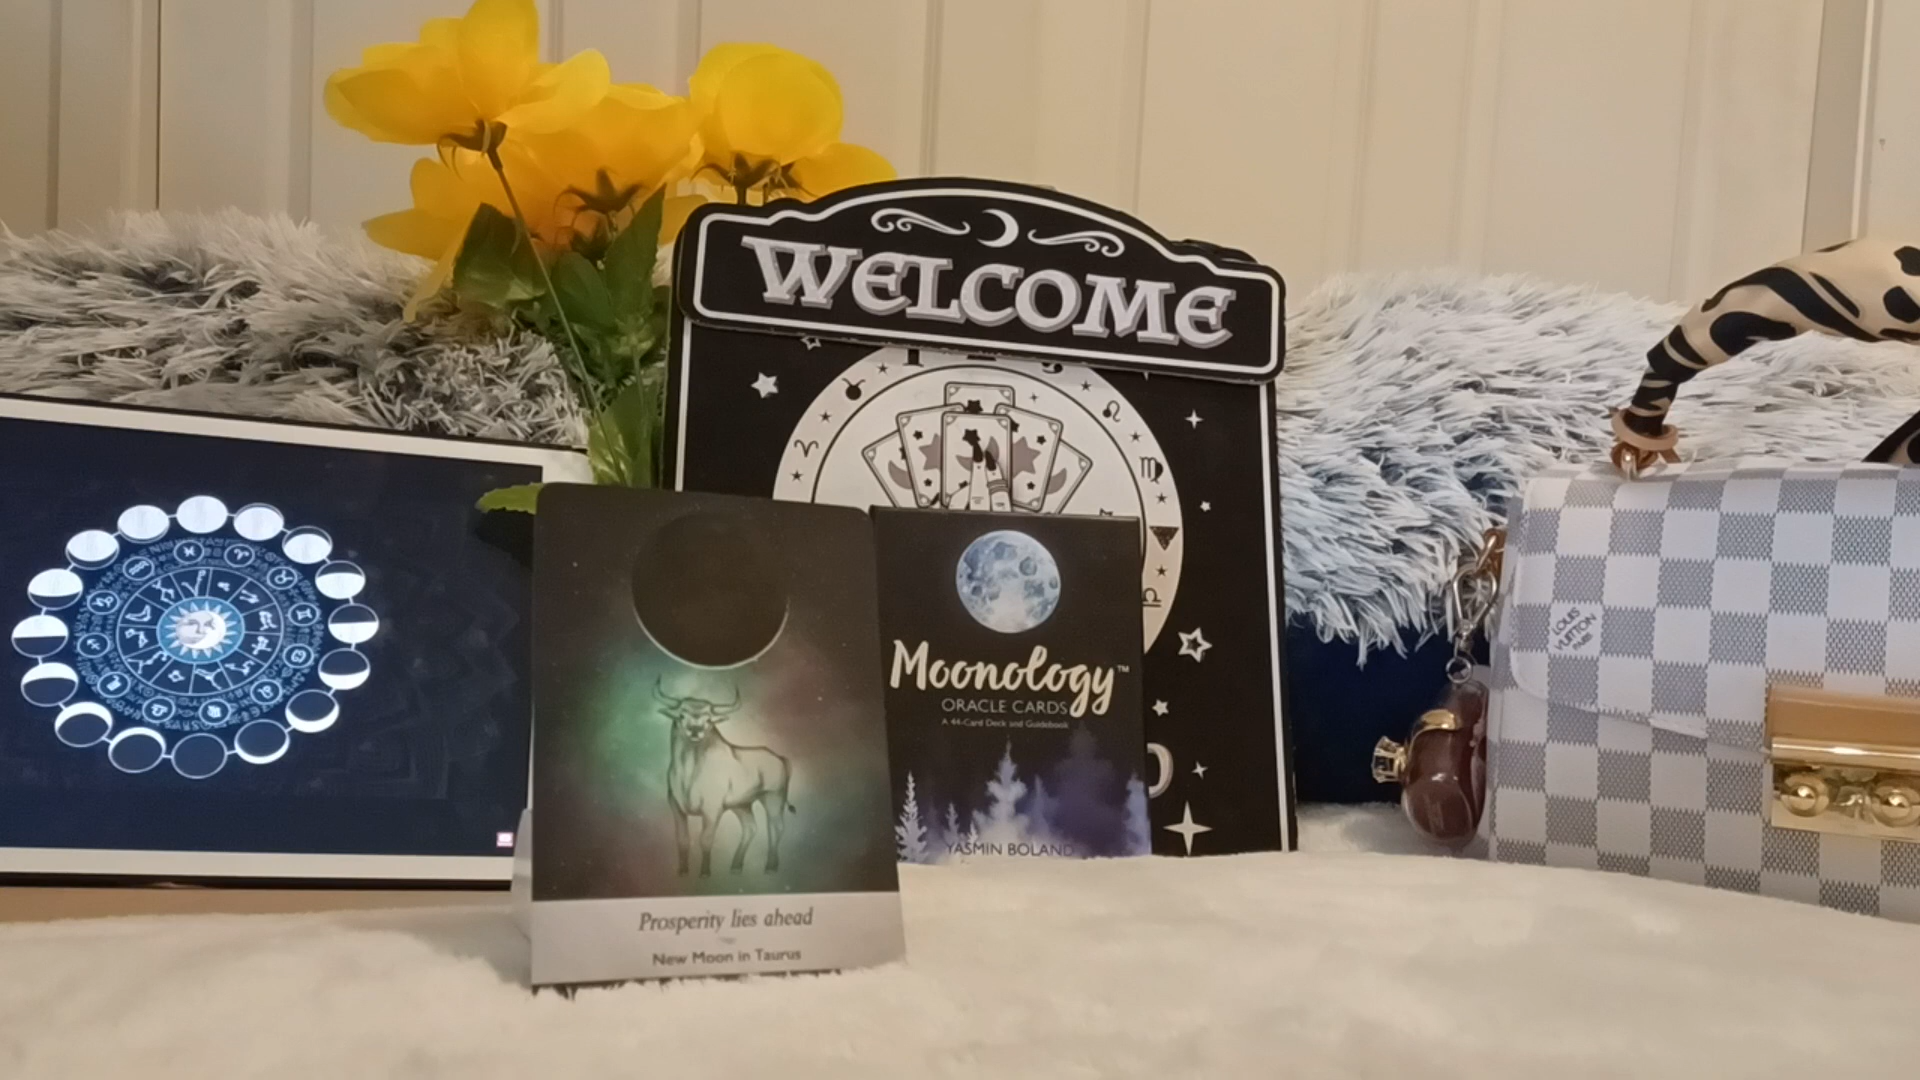 WELCOME
Moonology™
ORACLE CARDS
A 44-Card Deck and Guidebook
YASMIN BOLAND
Prosperity lies ahead
New Moon in Taurus
LOUIS
VUITTON